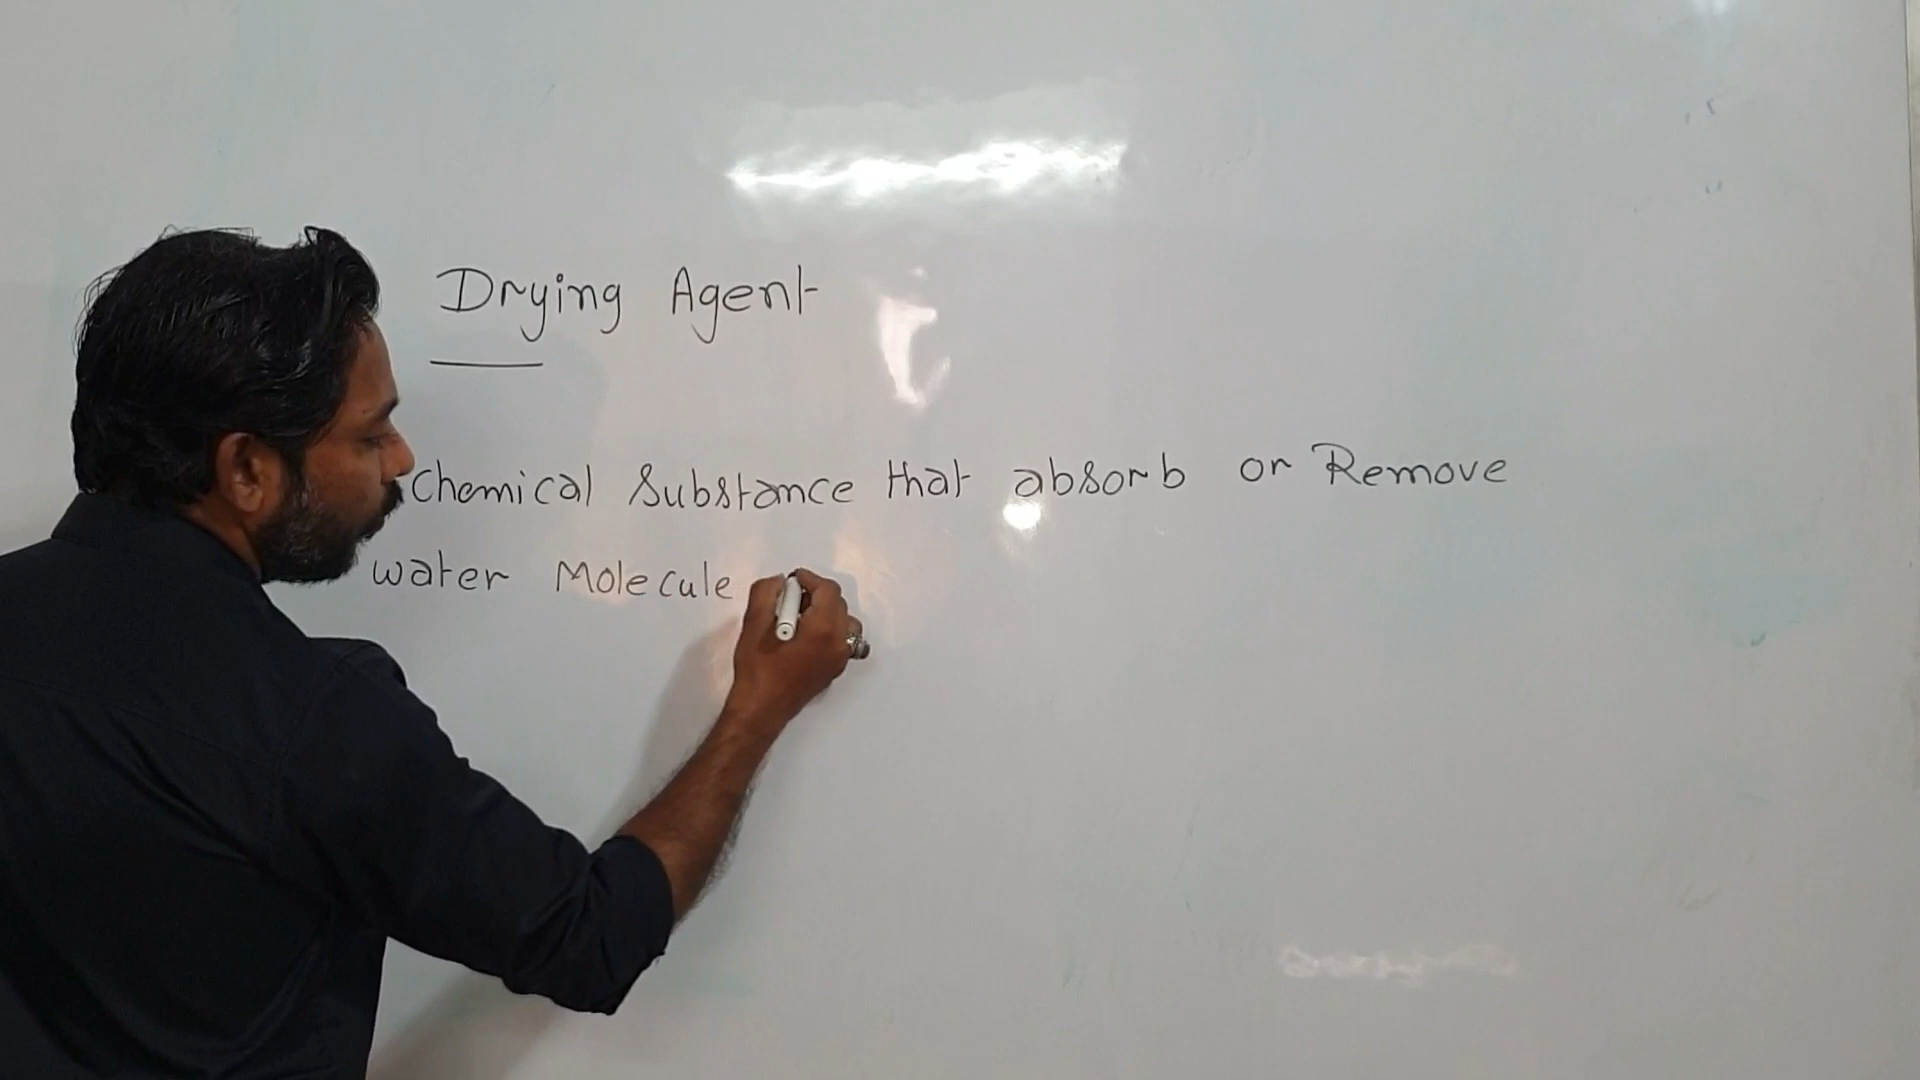 Drying Agent
Chemical Substance that absorb or Remove
water Molecule